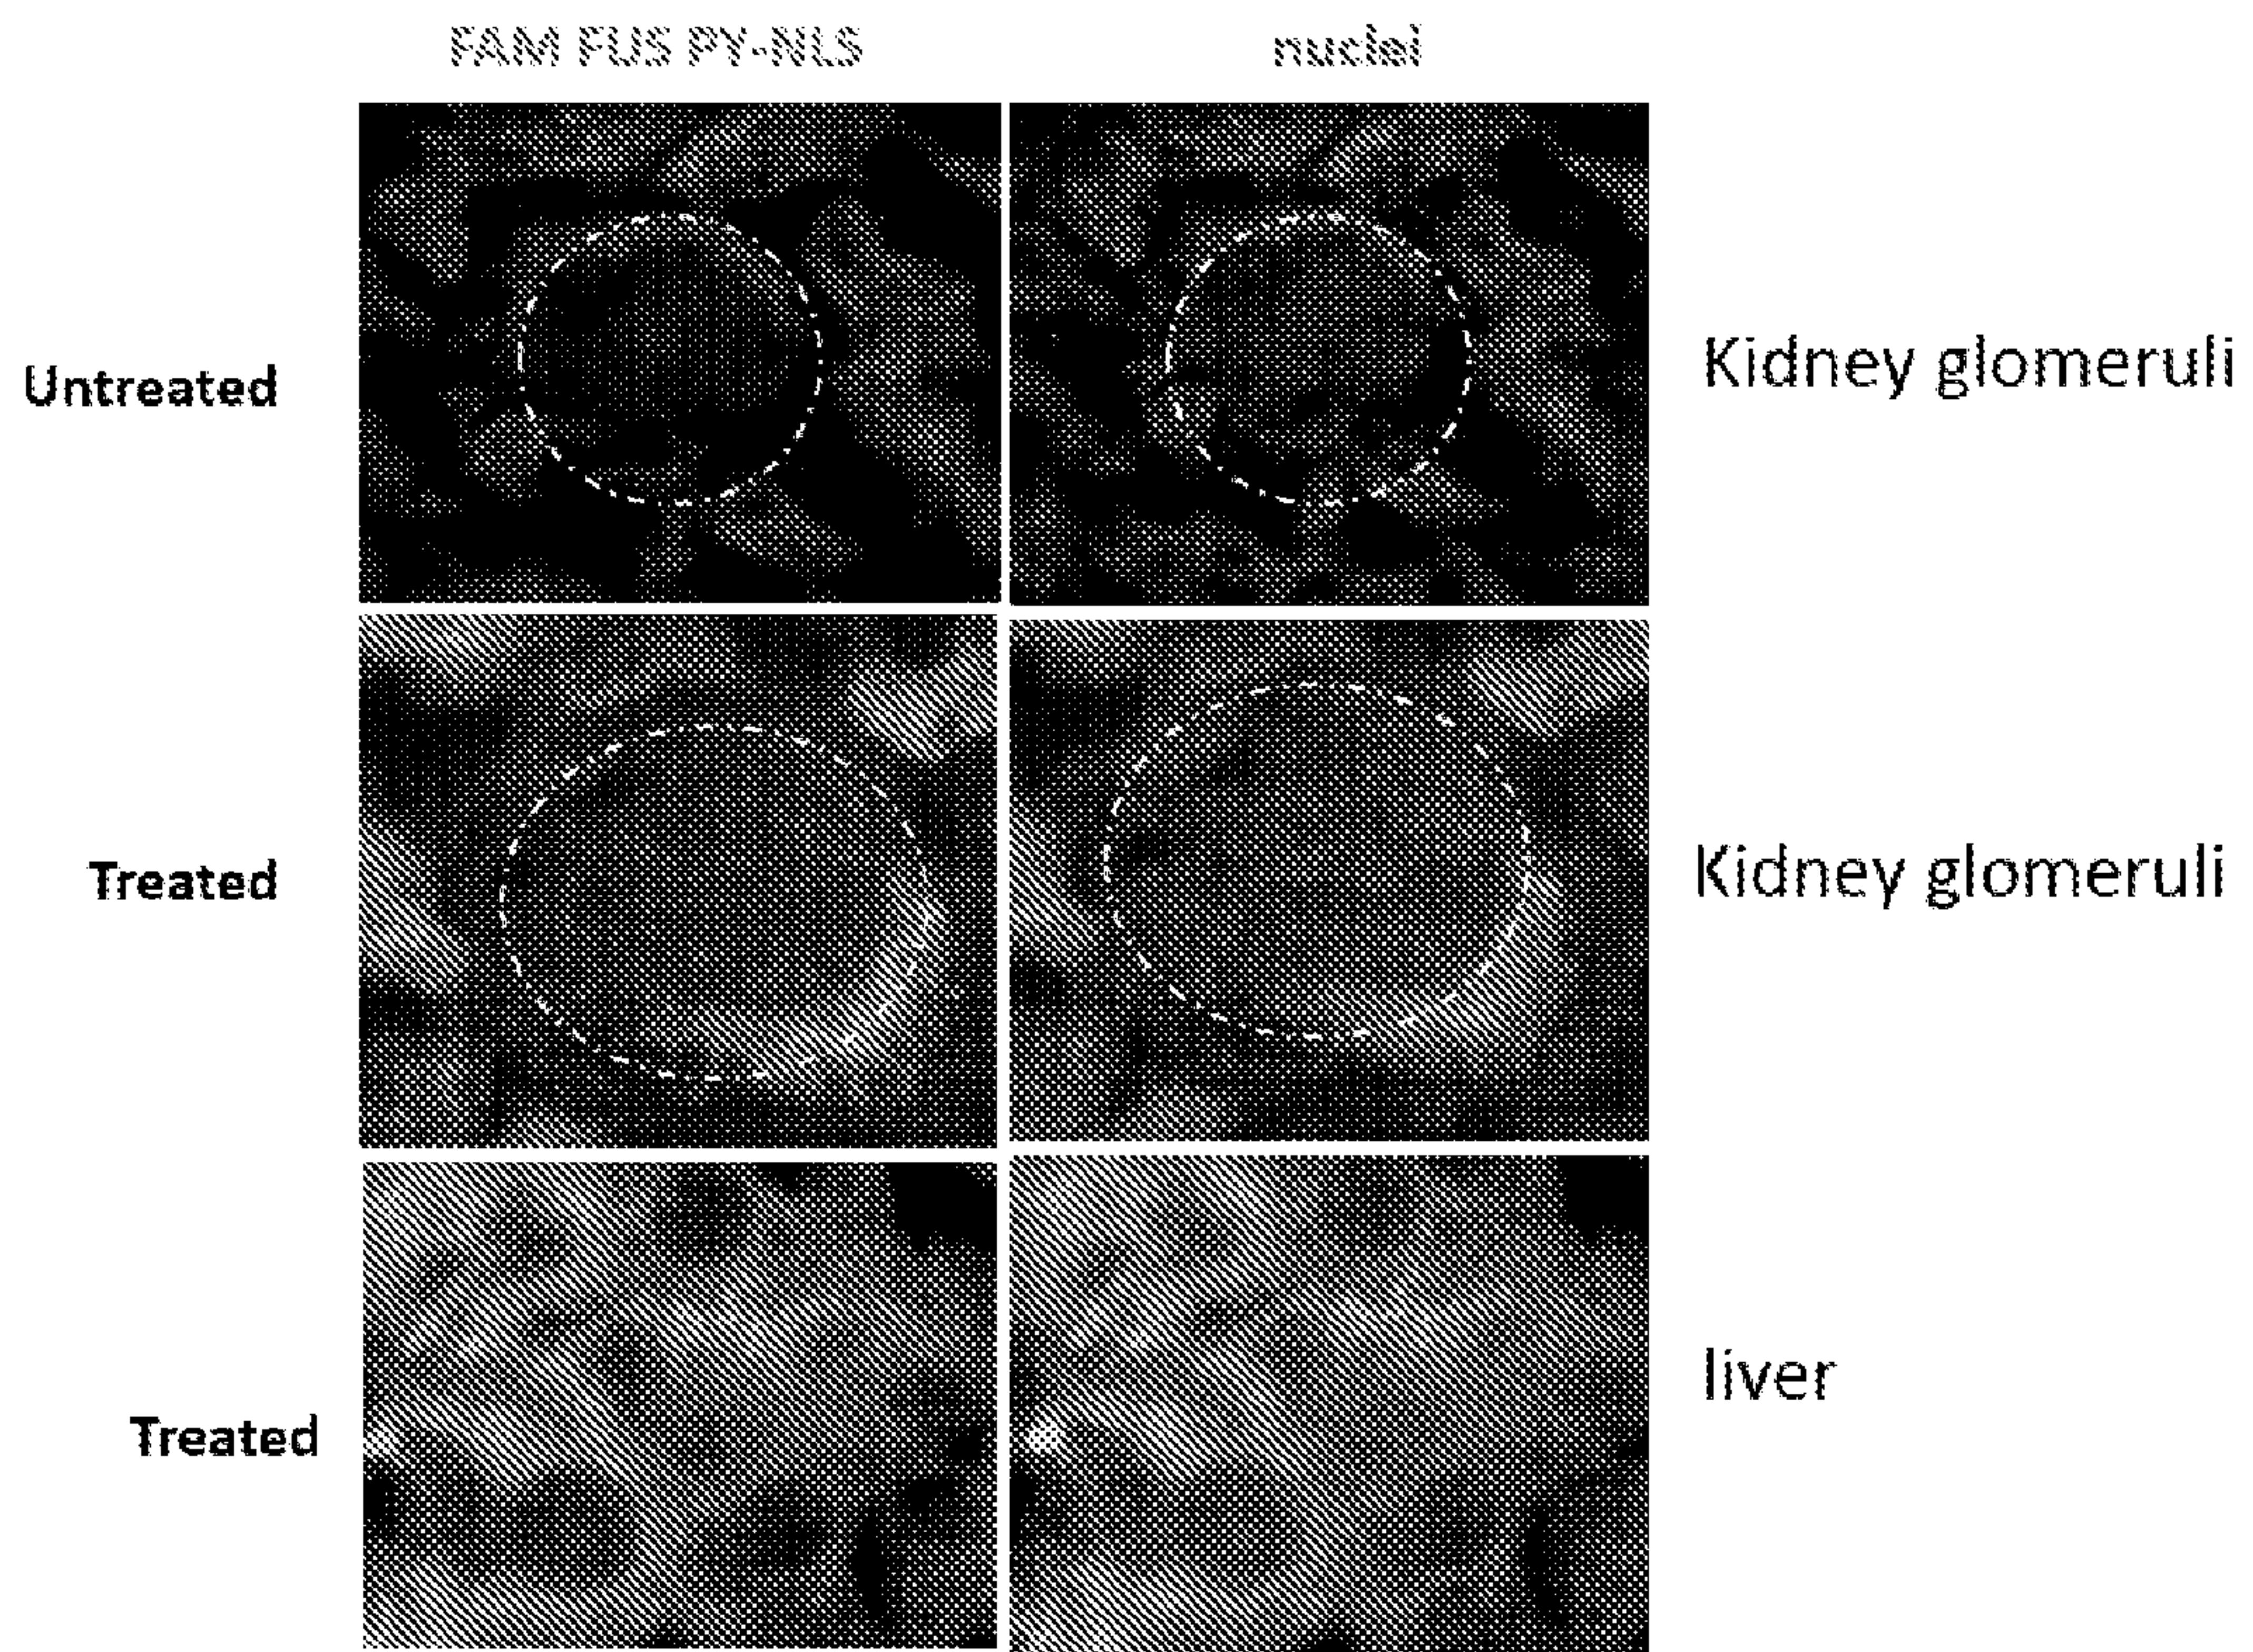 FAM FUS PY-NLS
nuclei
Untreated
Kidney glomeruli
Treated
Kidney glomeruli
Treated
liver